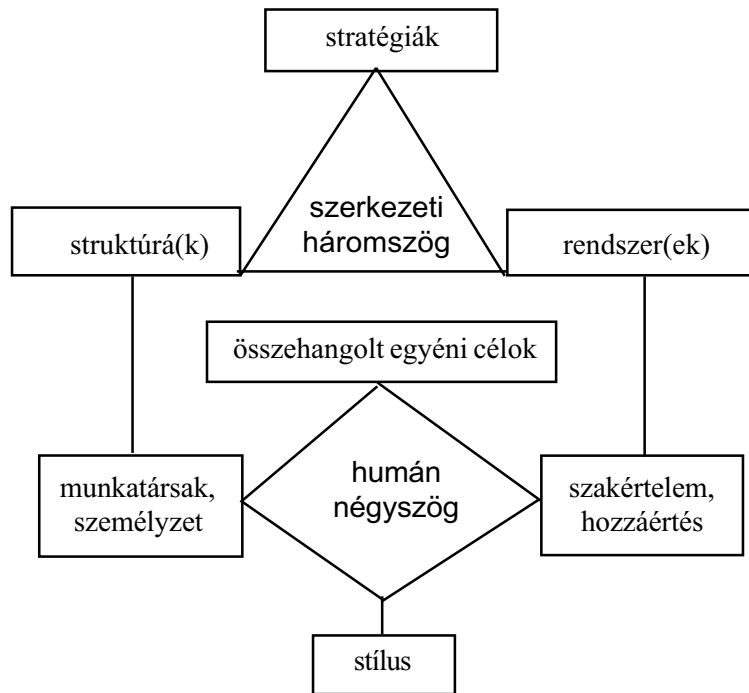 stratégiák
szerkezeti
háromszög
struktúrá(k)
rendszer(ek)
összehangolt egyéni célok
munkatársak,
személyzet
humán
négyszög
szakértelem,
hozzáértés
stílus